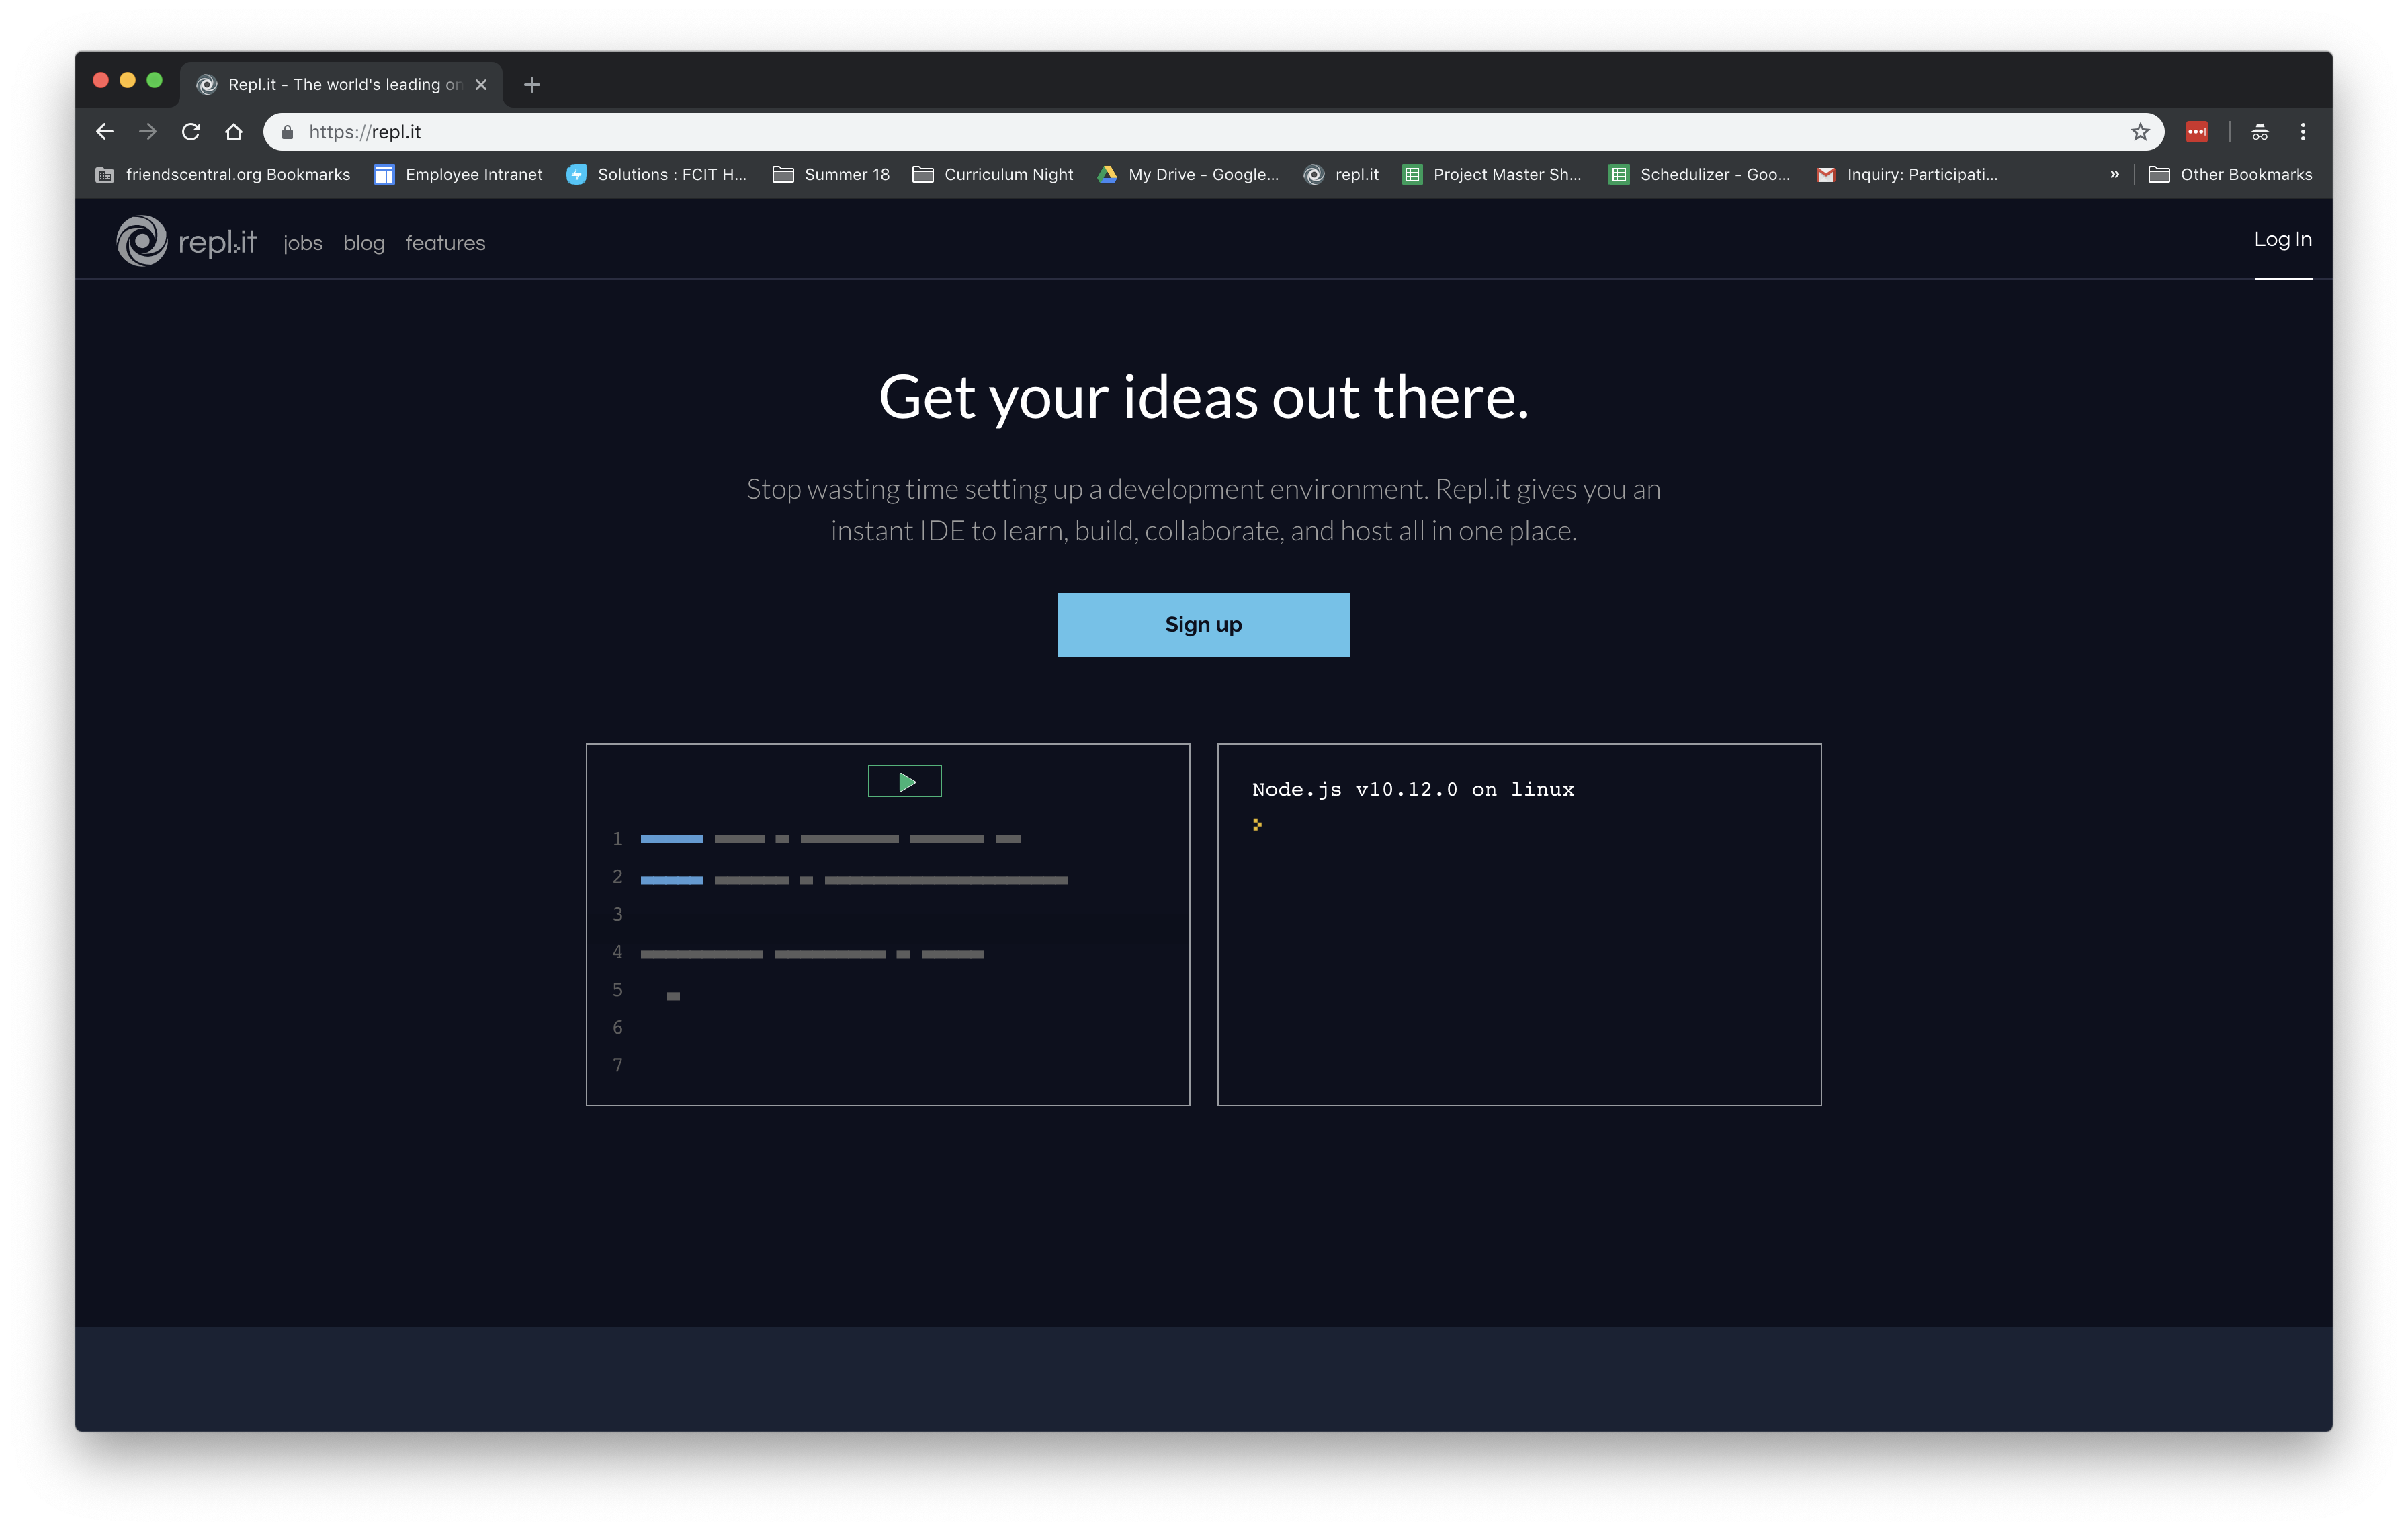 Repl.it - The world's leading on
https://repl.it
friendscentral.org Bookmarks Employee Intranet Solutions : FCIT H... Summer 18 Curriculum Night My Drive - Google... repl.it Project Master Sh... Schedulizer - Goo... Inquiry: Participati... » Other Bookmarks
repl.it jobs blog features Log In
Get your ideas out there.
Stop wasting time setting up a development environment. Repl.it gives you an
instant IDE to learn, build, collaborate, and host all in one place.
Sign up
1
2
3
4
5
6
7
Node.js v10.12.0 on linux
>